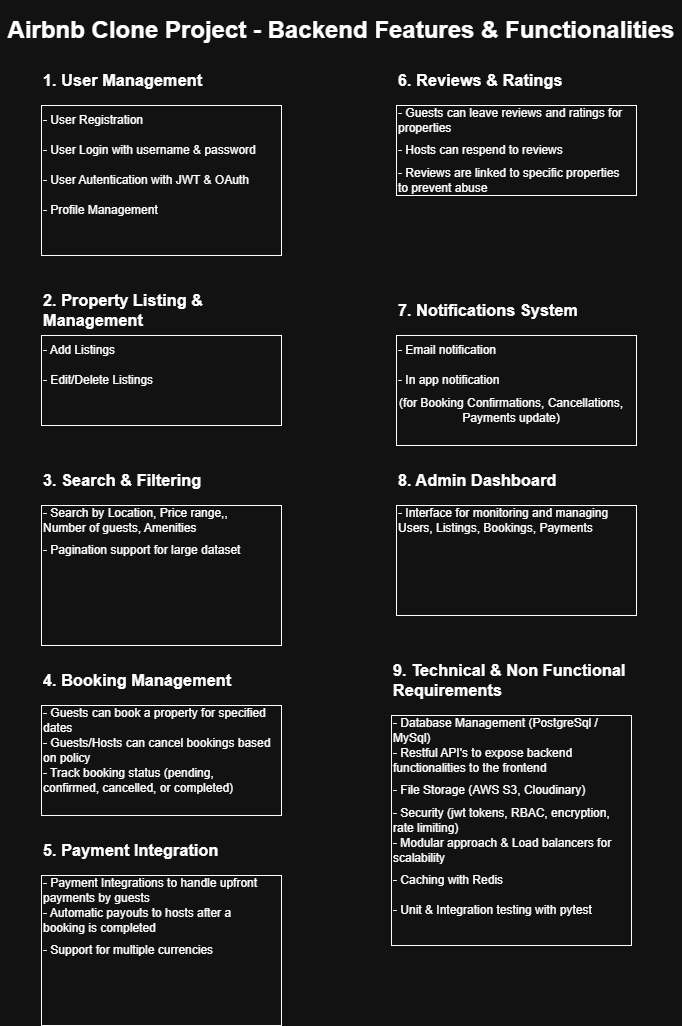 Airbnb Clone Project - Backend Features & Functionalities
1. User Management
- User Registration
- User Login with username & password
- User Autentication with JWT & OAuth
- Profile Management
2. Property Listing &
Management
- Add Listings
- Edit/Delete Listings
3. Search & Filtering
- Search by Location, Price range,,
Number of guests, Amenities
- Pagination support for large dataset
4. Booking Management
- Guests can book a property for specified
dates
- Guests/Hosts can cancel bookings based
on policy
- Track booking status (pending,
confirmed, cancelled, or completed)
5. Payment Integration
- Payment Integrations to handle upfront
payments by guests
- Automatic payouts to hosts after a
booking is completed
- Support for multiple currencies
6. Reviews & Ratings
- Guests can leave reviews and ratings for
properties
- Hosts can respend to reviews
- Reviews are linked to specific properties
to prevent abuse
7. Notifications System
- Email notification
- In app notification
(for Booking Confirmations, Cancellations,
Payments update)
8. Admin Dashboard
- Interface for monitoring and managing
Users, Listings, Bookings, Payments
9. Technical & Non Functional
Requirements
- Database Management (PostgreSql /
MySql)
- Restful API's to expose backend
functionalities to the frontend
- File Storage (AWS S3, Cloudinary)
- Security (jwt tokens, RBAC, encryption,
rate limiting)
- Modular approach & Load balancers for
scalability
- Caching with Redis
- Unit & Integration testing with pytest